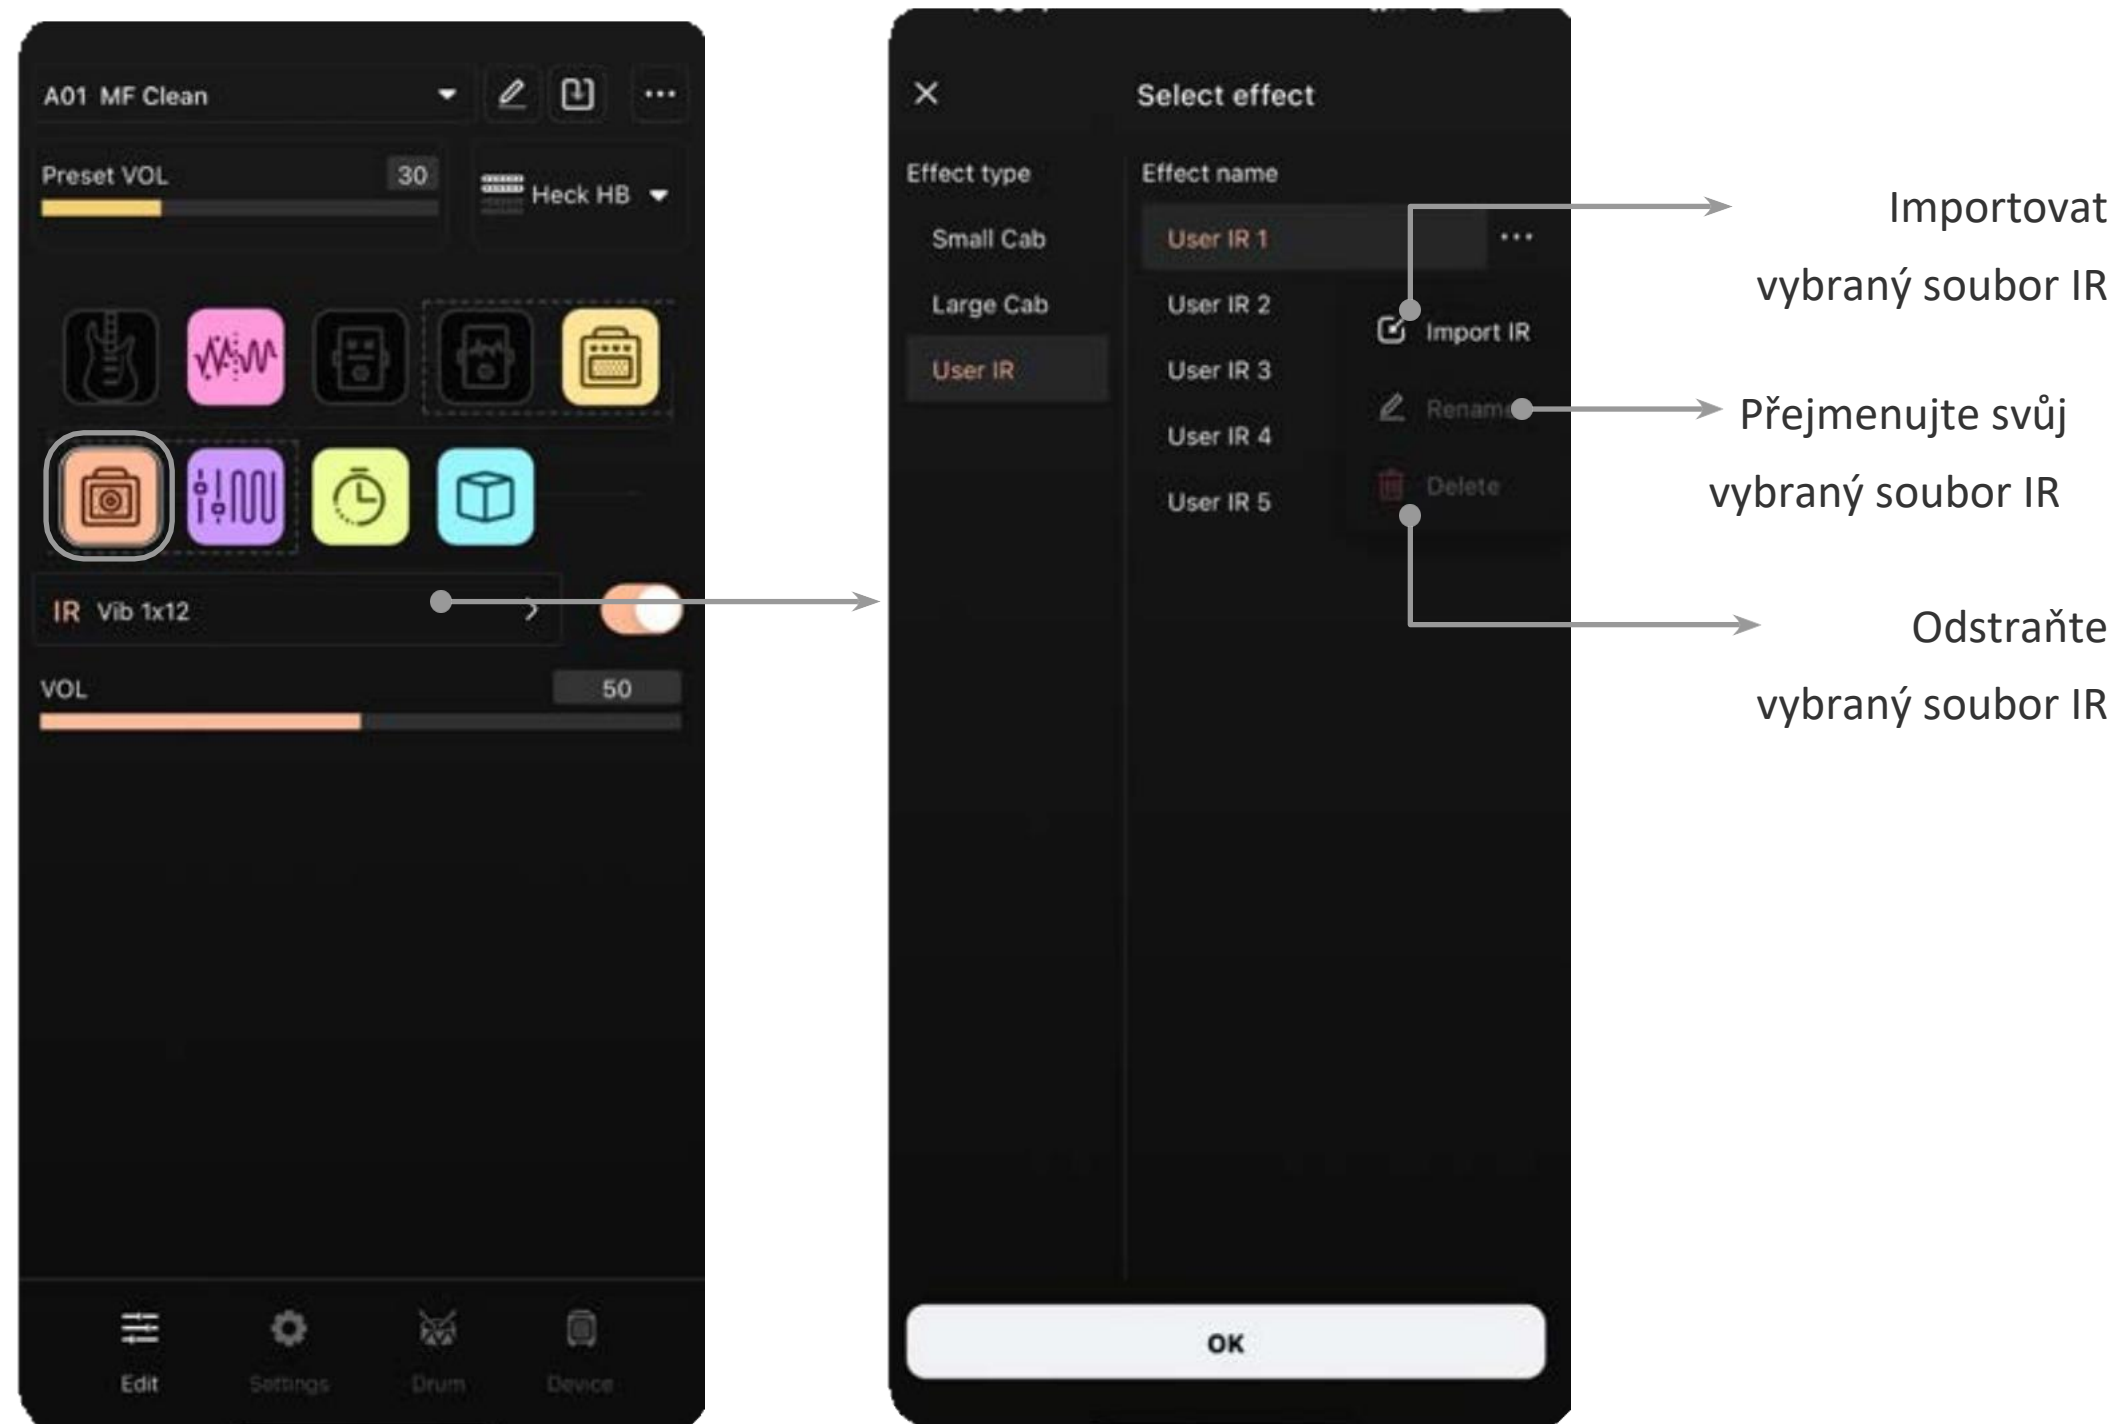 A01 MF Clean
Preset VOL
30
Heck HB
IR Vib 1x12
VOL
50
Edit
Settings
Drum
Device
Select effect
Effect type
Small Cab
Large Cab
User IR
Effect name
User IR 1
User IR 2
User IR 3
User IR 4
User IR 5
Import IR
Rename
Delete
OK
Importovat
vybraný soubor IR
Přejmenujte svůj
vybraný soubor IR
Odstraňte
vybraný soubor IR